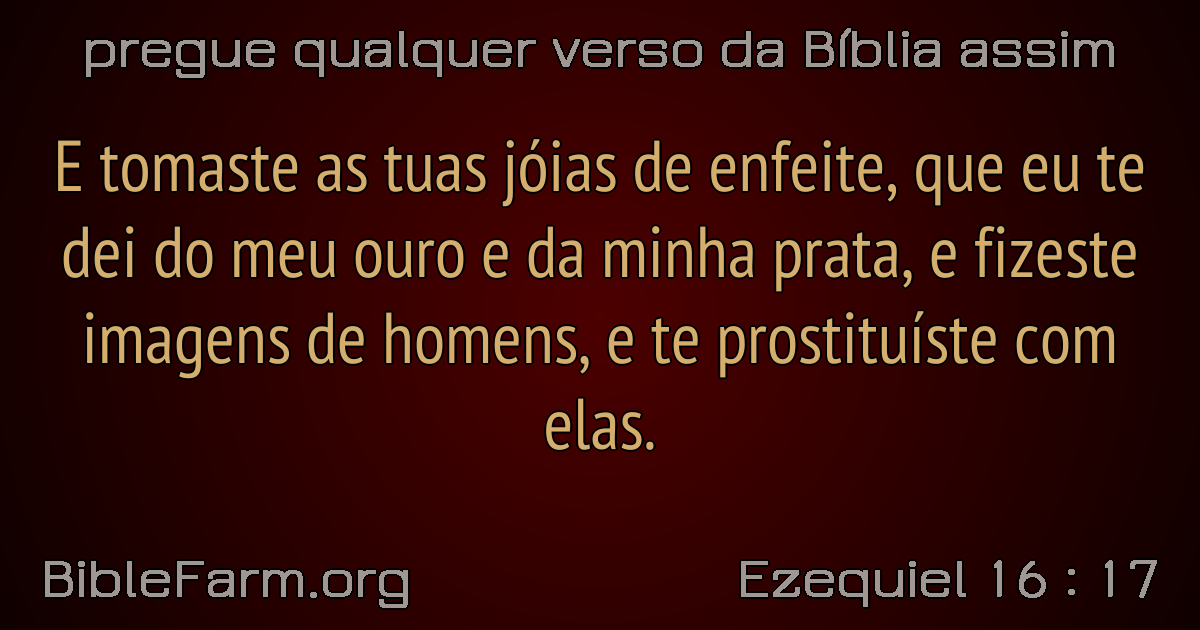 pregue qualquer verso da Bíblia assim
E tomaste as tuas jóias de enfeite, que eu te
dei do meu ouro e da minha prata, e fizeste
imagens de homens, e te prostituíste com
elas.
BibleFarm.org
Ezequiel 16 : 17